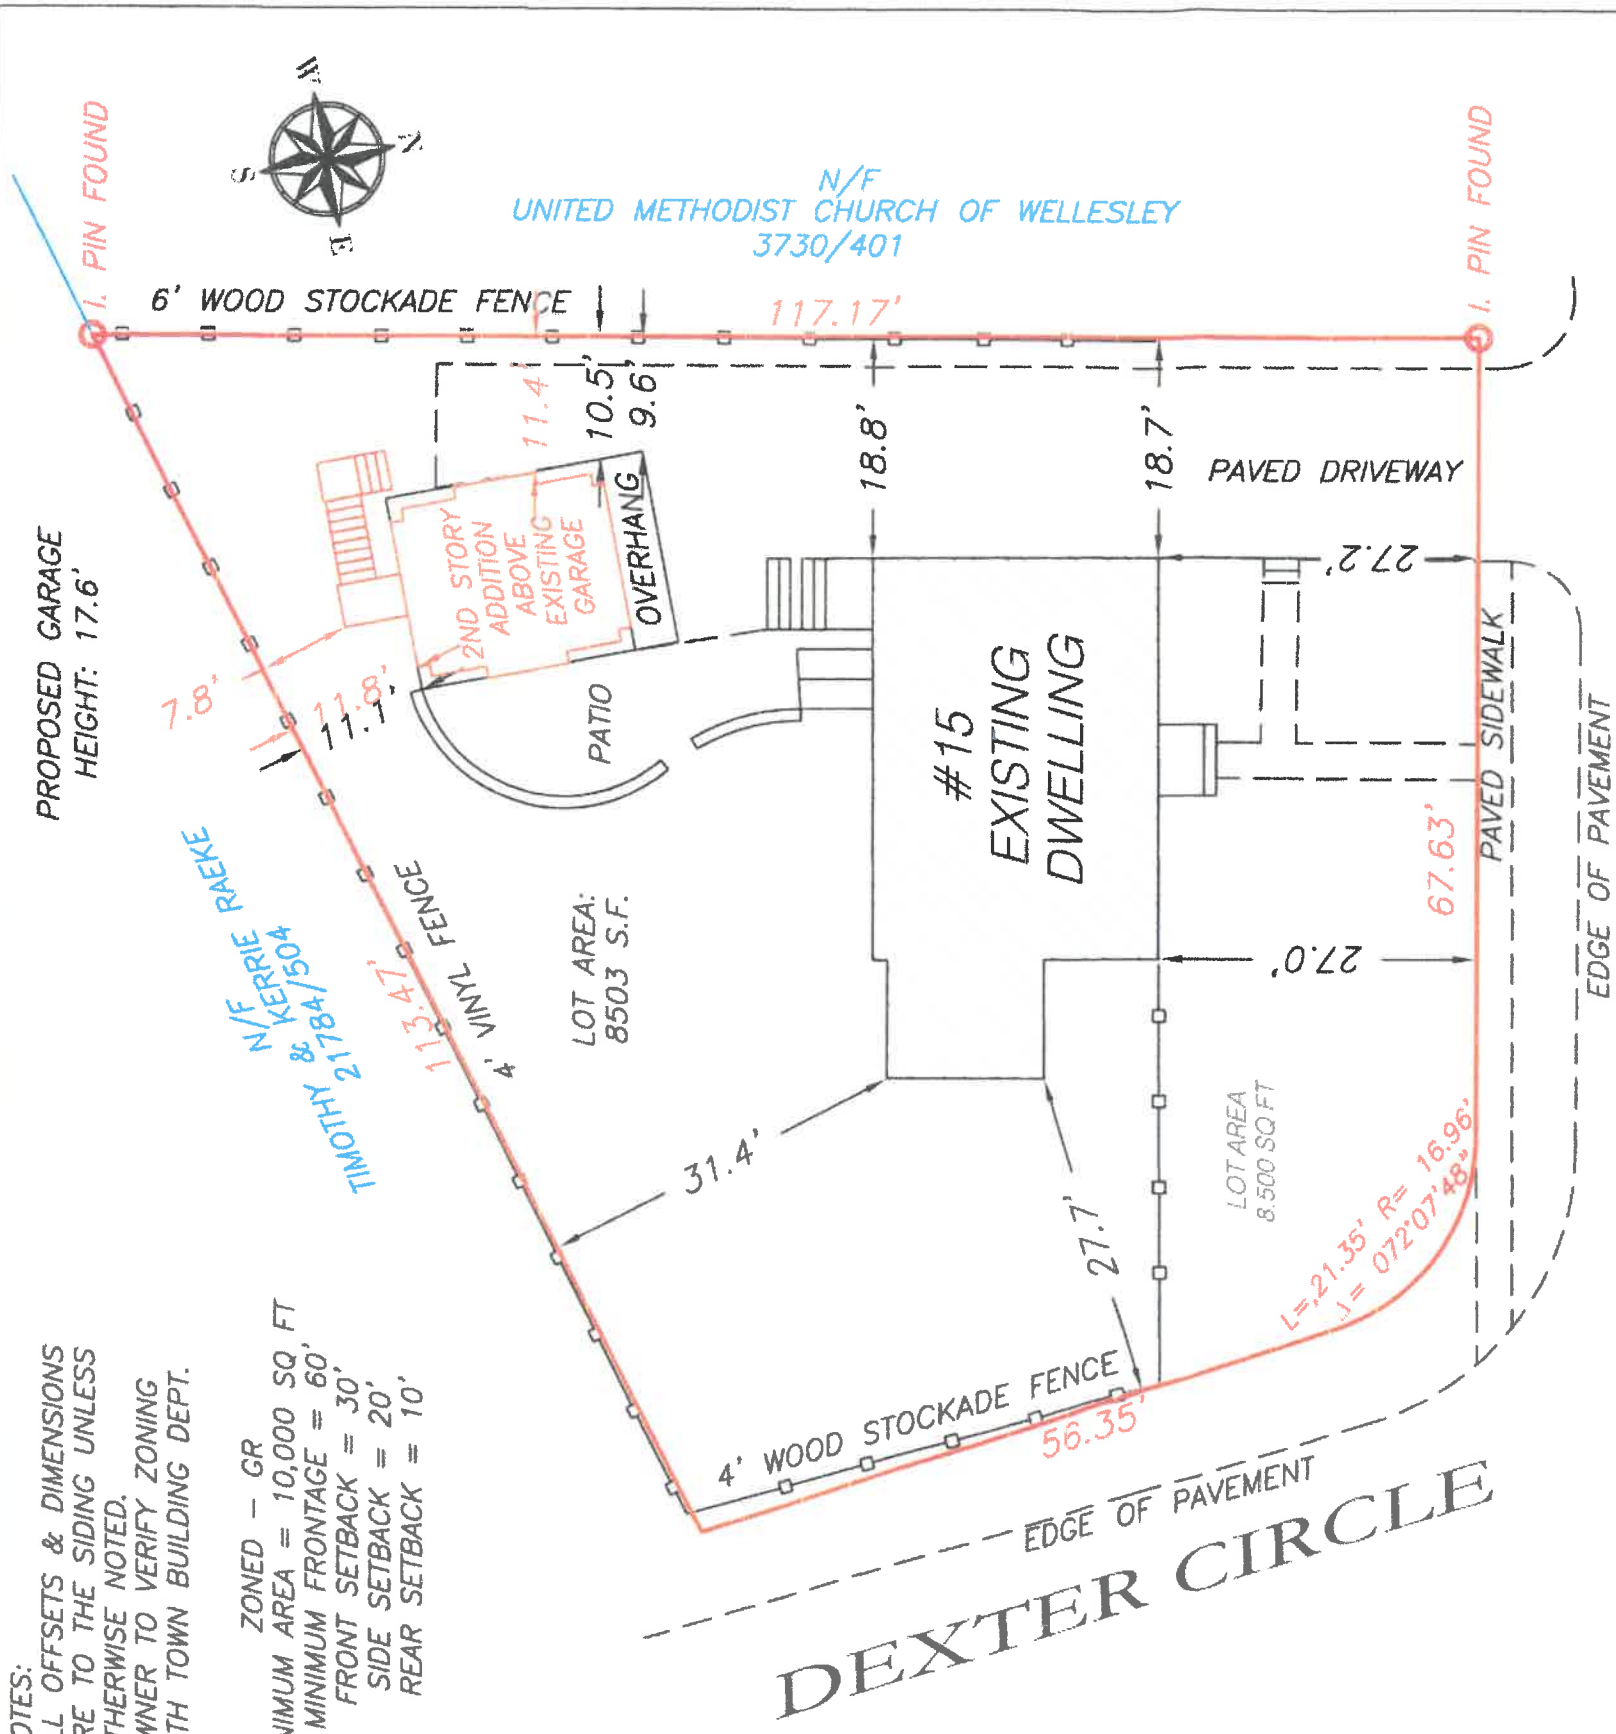 I. PIN FOUND
W
N
S
E
N/F
UNITED METHODIST CHURCH OF WELLESLEY
3730/401
I. PIN FOUND
6' WOOD STOCKADE FENCE
117.17'
11.4'
10.5'
9.6'
18.8'
18.7'
PAVED DRIVEWAY
PROPOSED GARAGE
HEIGHT: 17.6'
2ND STORY
ADDITION
ABOVE
EXISTING
GARAGE
OVERHANG
27.2'
7.8'
11.8'
11.1'
PATIO
#15
EXISTING
DWELLING
PAVED SIDEWALK
EDGE OF PAVEMENT
67.63'
N/F
TIMOTHY & KERRIE RAEKE
21784/504
113.47'
4' VINYL FENCE
LOT AREA:
8503 S.F.
27.0'
31.4'
27.7'
LOT AREA
8.500 SQ FT
L= 21.35' R= 16.96'
= 072°07'48"
4' WOOD STOCKADE FENCE
56.35'
EDGE OF PAVEMENT
DEXTER CIRCLE
OTES:
LL OFFSETS & DIMENSIONS
RE TO THE SIDING UNLESS
THERWISE NOTED.
WNER TO VERIFY ZONING
TH TOWN BUILDING DEPT.
ZONED - GR
NIMUM AREA = 10,000 SQ FT
MINIMUM FRONTAGE = 60'
FRONT SETBACK = 30'
SIDE SETBACK = 20'
REAR SETBACK = 10'